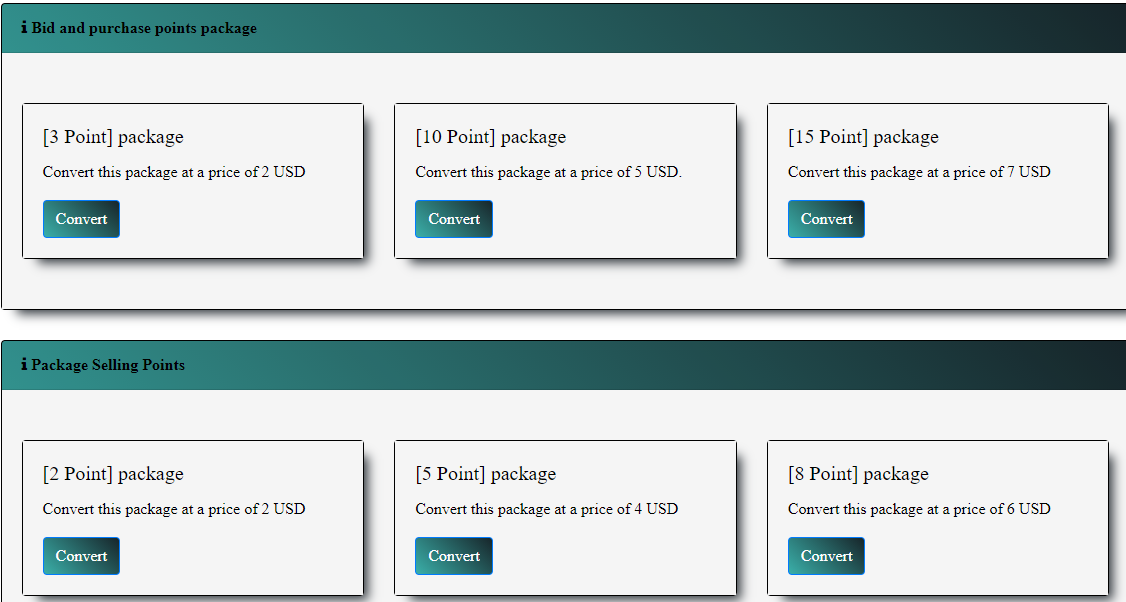 Bid and purchase points package
[3 Point] package
Convert this package at a price of 2 USD
Convert
[10 Point] package
Convert this package at a price of 5 USD.
Convert
[15 Point] package
Convert this package at a price of 7 USD
Convert
Package Selling Points
[2 Point] package
Convert this package at a price of 2 USD
Convert
[5 Point] package
Convert this package at a price of 4 USD
Convert
[8 Point] package
Convert this package at a price of 6 USD
Convert